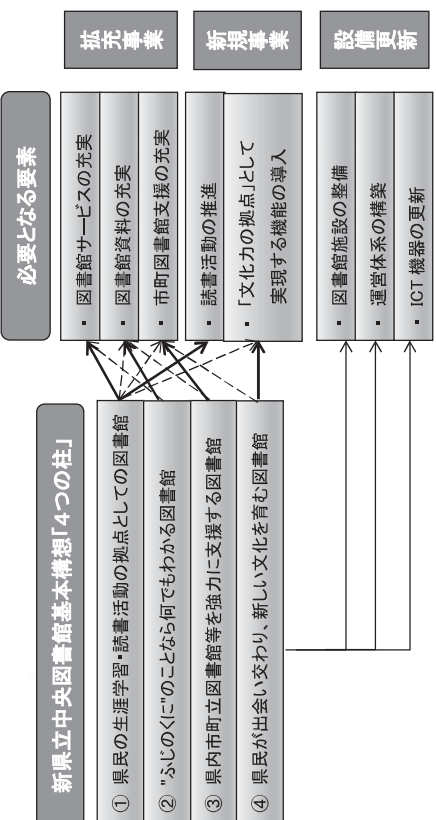 新県立中央図書館基本構想「4つの柱」
① 県民の生涯学習・読書活動の拠点としての図書館
② "ふじのくに"のことなら何でもわかる図書館
③ 県内市町立図書館等を強力に支援する図書館
④ 県民が出会い交わり、新しい文化を育む図書館
必要となる要素
・図書館サービスの充実
・図書館資料の充実
・市町図書館支援の充実
・読書活動の推進
・「文化力の拠点」として
実現する機能の導入
・図書館施設の整備
・運営体系の構築
・ICT 機器の更新
拡充事業
新規事業
設備更新